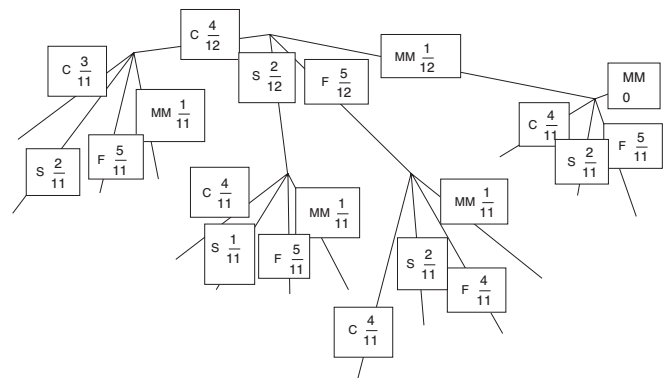 C 4/12
S 2/12
F 5/12
MM 1/12
C 3/11
S 2/11
F 5/11
MM 1/11
C 4/11
S 1/11
F 5/11
MM 1/11
C 4/11
S 2/11
F 4/11
MM 1/11
C 4/11
S 2/11
F 5/11
MM 0